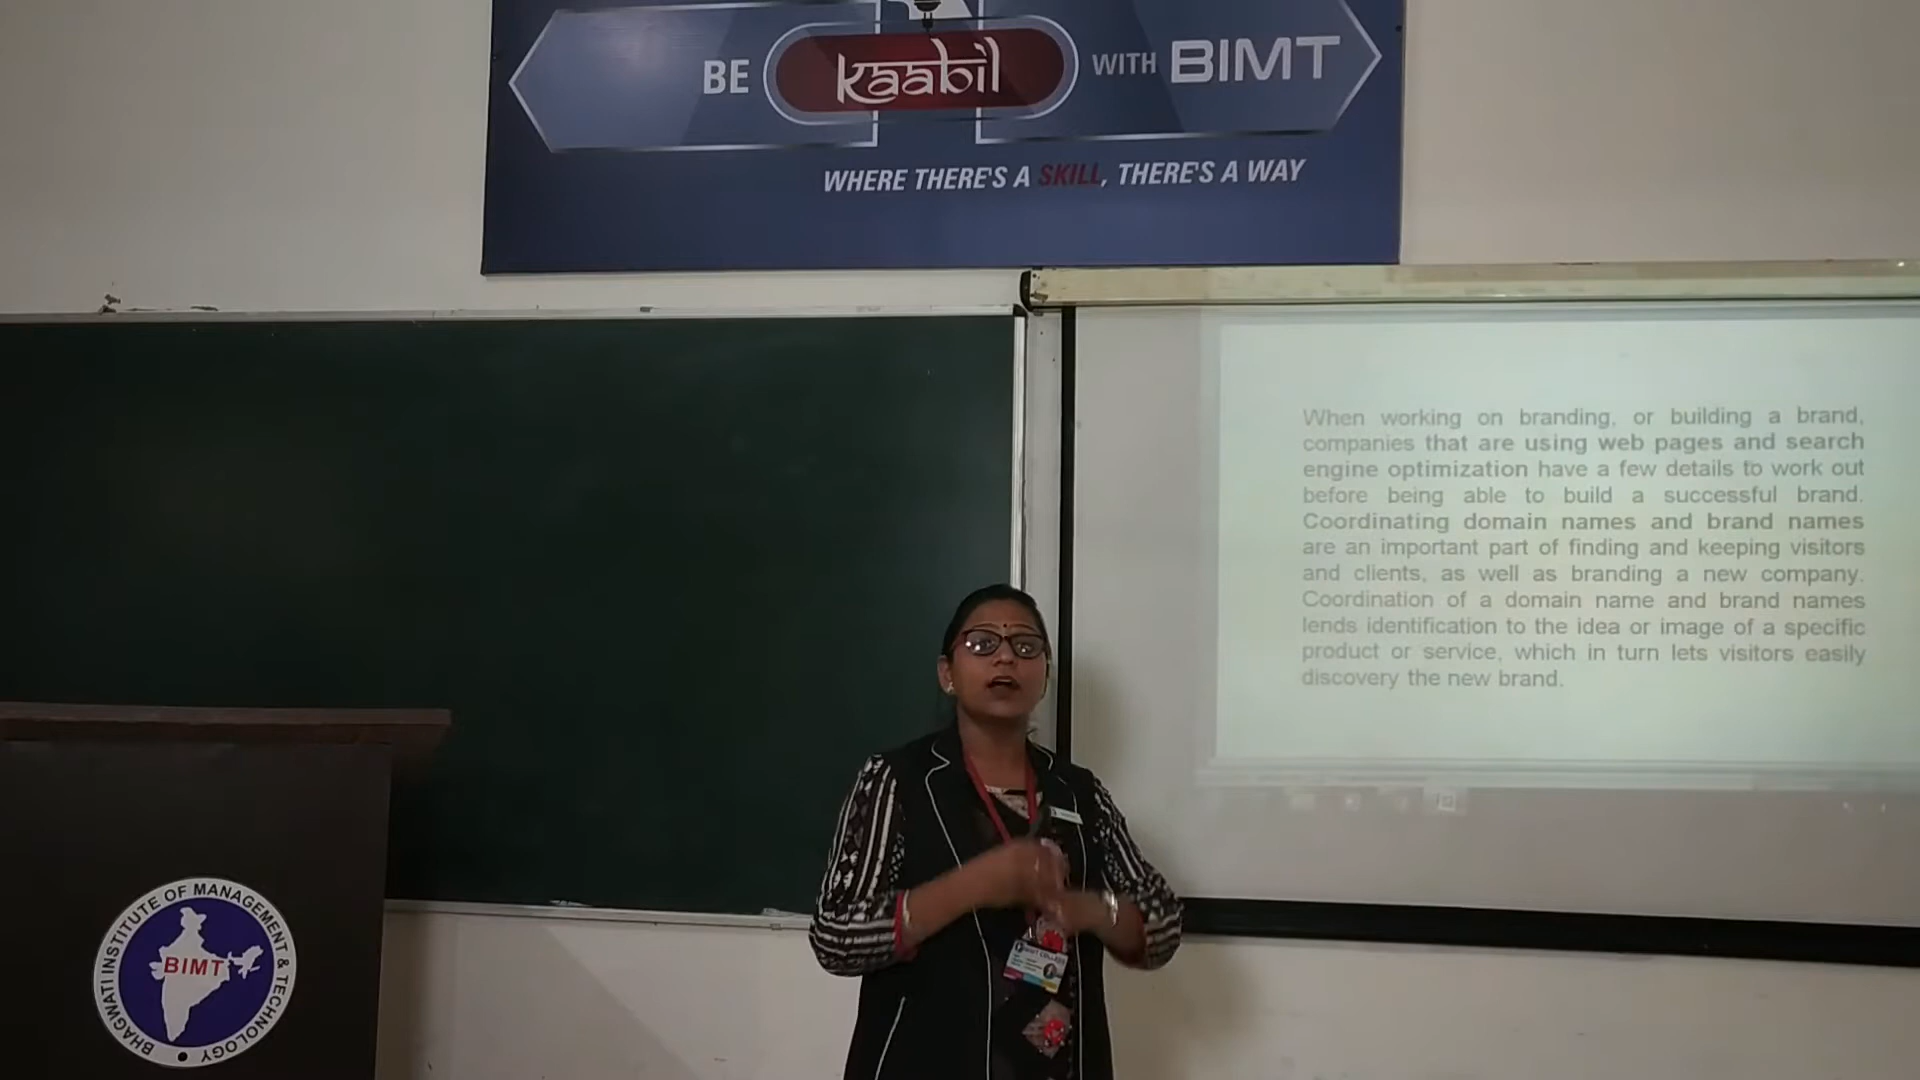 BE kaabil WITH BIMT
WHERE THERE'S A SKILL, THERE'S A WAY
When working on branding, or building a brand,
companies that are using web pages and search
engine optimization have a few details to work out
before being able to build a successful brand.
Coordinating domain names and brand names
are an important part of finding and keeping visitors
and clients, as well as branding a new company.
Coordination of a domain name and brand names
lends identification to the idea or image of a specific
product or service, which in turn lets visitors easily
discovery the new brand.
BHAGWATI INSTITUTE OF MANAGEMENT & TECHNOLOGY
BIMT